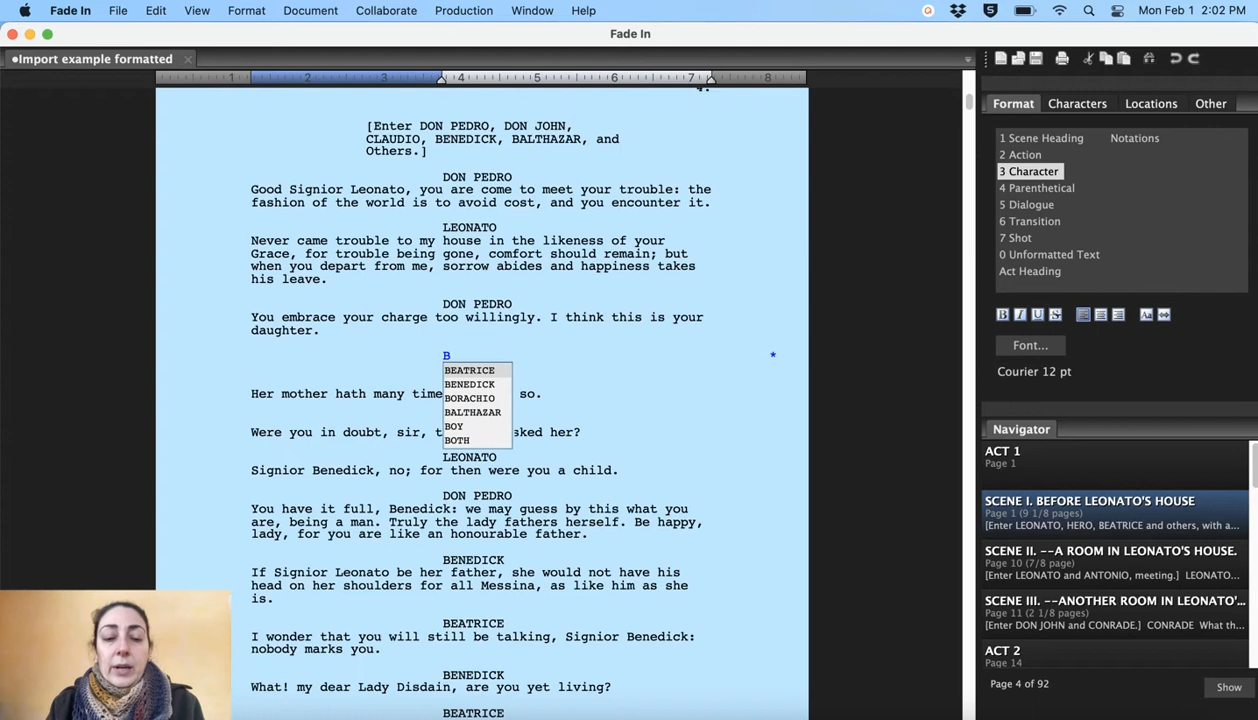 Fade In File Edit View Format Document Collaborate Production Window Help Mon Feb 1 2:02 PM
Fade In
•Import example formatted ×
1 2 3 4 5 6 7 8
4.
[Enter DON PEDRO, DON JOHN,
CLAUDIO, BENEDICK, BALTHAZAR, and
Others.]
DON PEDRO
Good Signior Leonato, you are come to meet your trouble: the
fashion of the world is to avoid cost, and you encounter it.
LEONATO
Never came trouble to my house in the likeness of your
Grace, for trouble being gone, comfort should remain; but
when you depart from me, sorrow abides and happiness takes
his leave.
DON PEDRO
You embrace your charge too willingly. I think this is your
daughter.
B *
BEATRICE
BENEDICK
BORACHIO
BALTHAZAR
BOY
BOTH
Her mother hath many time so.
Were you in doubt, sir, t sked her?
LEONATO
Signior Benedick, no; for then were you a child.
DON PEDRO
You have it full, Benedick: we may guess by this what you
are, being a man. Truly the lady fathers herself. Be happy,
lady, for you are like an honourable father.
BENEDICK
If Signior Leonato be her father, she would not have his
head on her shoulders for all Messina, as like him as she
is.
BEATRICE
I wonder that you will still be talking, Signior Benedick:
nobody marks you.
BENEDICK
What! my dear Lady Disdain, are you yet living?
BEATRICE
Format Characters Locations Other
1 Scene Heading Notations
2 Action
3 Character
4 Parenthetical
5 Dialogue
6 Transition
7 Shot
0 Unformatted Text
Act Heading
B I U S Aa
Font...
Courier 12 pt
Navigator
ACT 1
Page 1
SCENE I. BEFORE LEONATO'S HOUSE
Page 1 (9 1/8 pages)
[Enter LEONATO, HERO, BEATRICE and others, with a...
SCENE II. --A ROOM IN LEONATO'S HOUSE.
Page 10 (7/8 page)
[Enter LEONATO and ANTONIO, meeting.] LEONATO...
SCENE III. --ANOTHER ROOM IN LEONATO'...
Page 11 (2 1/8 pages)
[Enter DON JOHN and CONRADE.] CONRADE What th...
ACT 2
Page 14
Page 4 of 92 Show